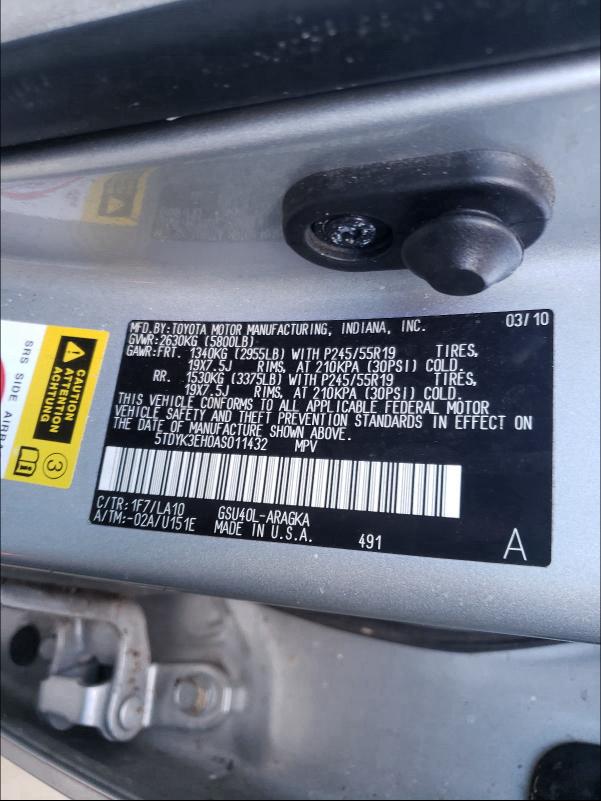 MFD. BY: TOYOTA MOTOR MANUFACTURING, INDIANA, INC. 03/10
GVWR: 2630KG (5800LB)
GAWR: FRT. 1340KG (2955LB) WITH P245/55R19 TIRES,
19X7.5J RIMS, AT 210KPA (30PSI) COLD.
RR. 1530KG (3375LB) WITH P245/55R19 TIRES,
19X7.5J RIMS, AT 210KPA (30PSI) COLD.
THIS VEHICLE CONFORMS TO ALL APPLICABLE FEDERAL MOTOR
VEHICLE SAFETY AND THEFT PREVENTION STANDARDS IN EFFECT ON
THE DATE OF MANUFACTURE SHOWN ABOVE.
5TDYK3EH0AS011432 MPV
C/TR: 1F7/LA10 GSU40L-ARAGKA
A/TM: -02A/U151E MADE IN U.S.A. 491 A
CAUTION
ATTENTION
ACHTUNG
3
SRS SIDE